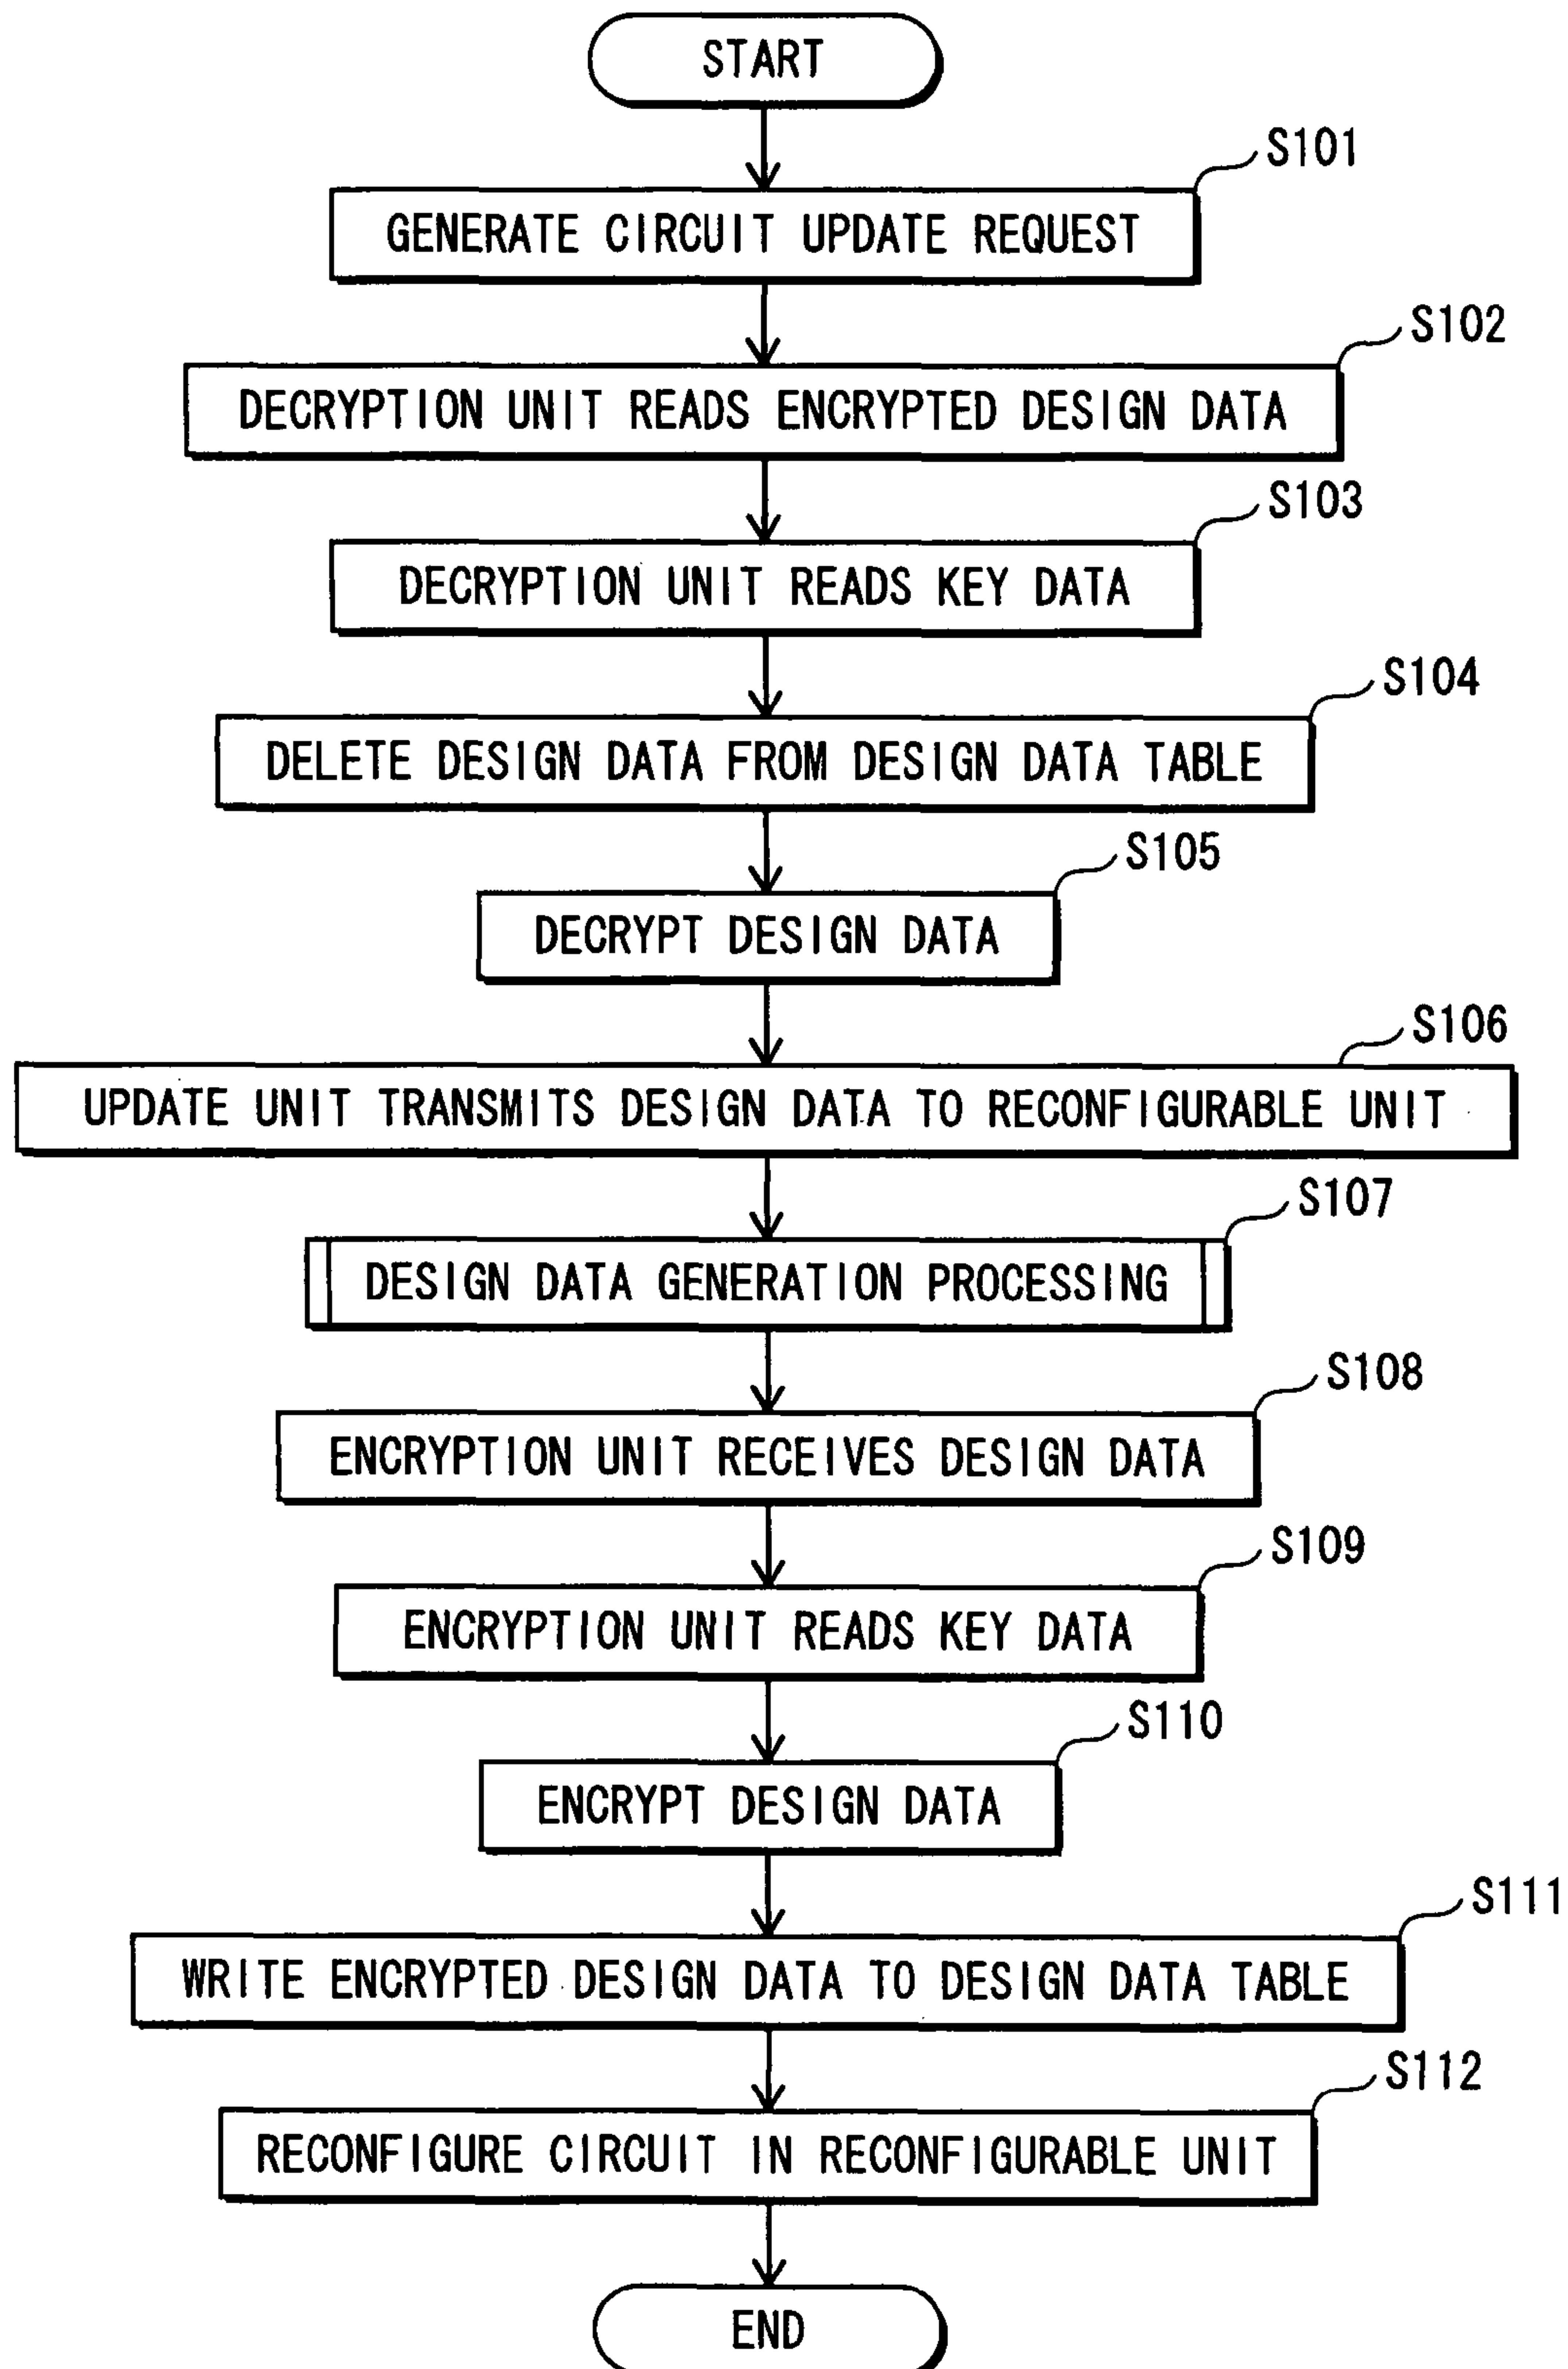 START
S101
GENERATE CIRCUIT UPDATE REQUEST
S102
DECRYPTION UNIT READS ENCRYPTED DESIGN DATA
S103
DECRYPTION UNIT READS KEY DATA
S104
DELETE DESIGN DATA FROM DESIGN DATA TABLE
S105
DECRYPT DESIGN DATA
S106
UPDATE UNIT TRANSMITS DESIGN DATA TO RECONFIGURABLE UNIT
S107
DESIGN DATA GENERATION PROCESSING
S108
ENCRYPTION UNIT RECEIVES DESIGN DATA
S109
ENCRYPTION UNIT READS KEY DATA
S110
ENCRYPT DESIGN DATA
S111
WRITE ENCRYPTED DESIGN DATA TO DESIGN DATA TABLE
S112
RECONFIGURE CIRCUIT IN RECONFIGURABLE UNIT
END